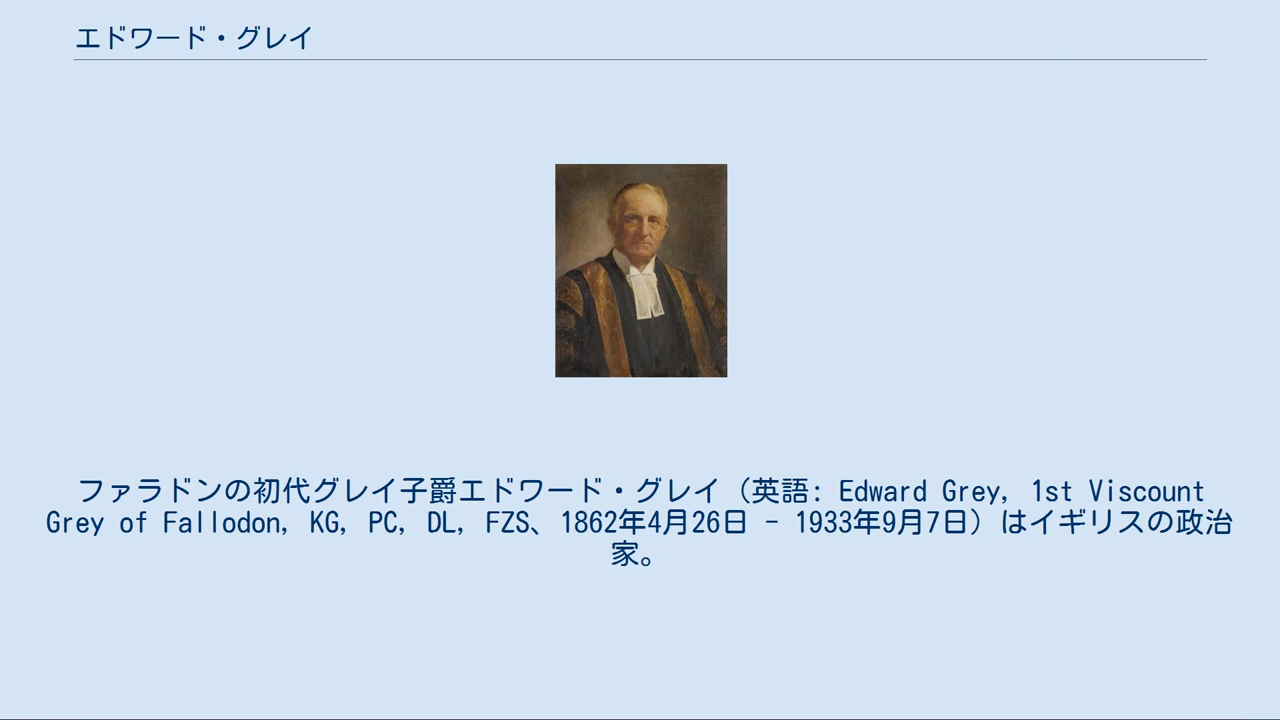 エドワード・グレイ
ファラドンの初代グレイ子爵エドワード・グレイ（英語: Edward Grey, 1st Viscount
Grey of Fallodon, KG, PC, DL, FZS、1862年4月26日 - 1933年9月7日）はイギリスの政治
家。